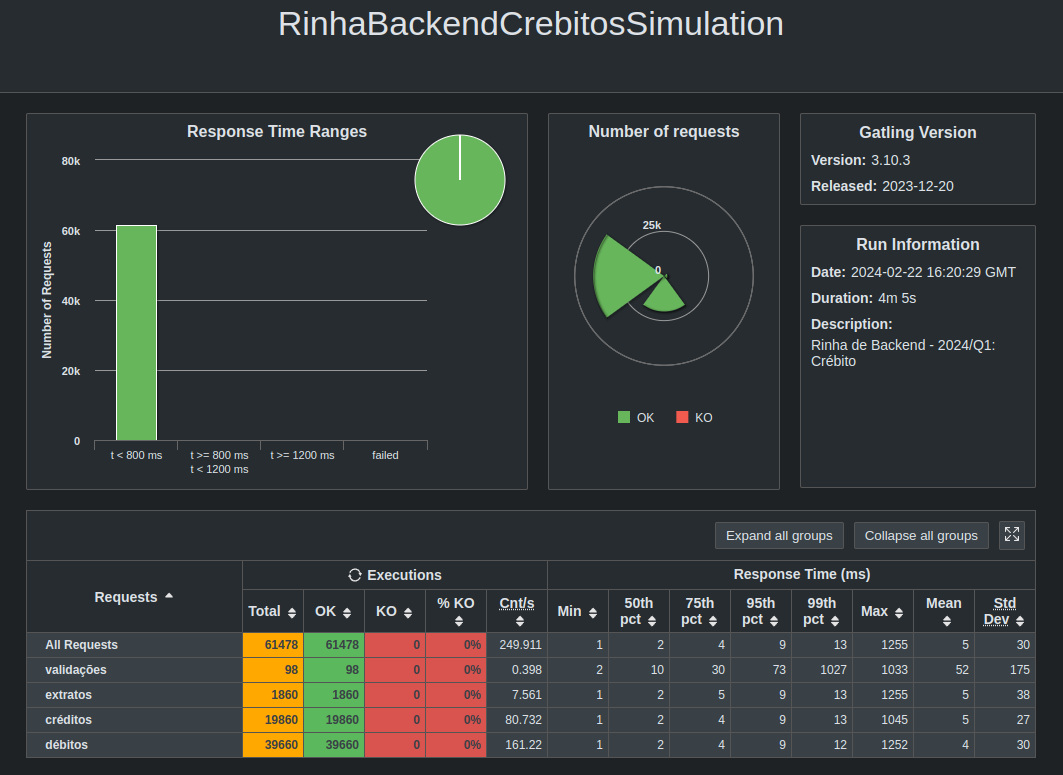 RinhaBackendCrebitosSimulation
Response Time Ranges
80k
60k
40k
20k
0
Number of Requests
t < 800 ms
t >= 800 ms
t < 1200 ms
t >= 1200 ms
failed
Number of requests
25k
0
OK
KO
Gatling Version
Version: 3.10.3
Released: 2023-12-20
Run Information
Date: 2024-02-22 16:20:29 GMT
Duration: 4m 5s
Description:
Rinha de Backend - 2024/Q1:
Crébito
Expand all groups Collapse all groups
Requests Executions Response Time (ms)
Total OK KO % KO Cnt/s Min 50th pct 75th pct 95th pct 99th pct Max Mean Std Dev
All Requests 61478 61478 0 0% 249.911 1 2 4 9 13 1255 5 30
validações 98 98 0 0% 0.398 2 10 30 73 1027 1033 52 175
extratos 1860 1860 0 0% 7.561 1 2 5 9 13 1255 5 38
créditos 19860 19860 0 0% 80.732 1 2 4 9 13 1045 5 27
débitos 39660 39660 0 0% 161.22 1 2 4 9 12 1252 4 30